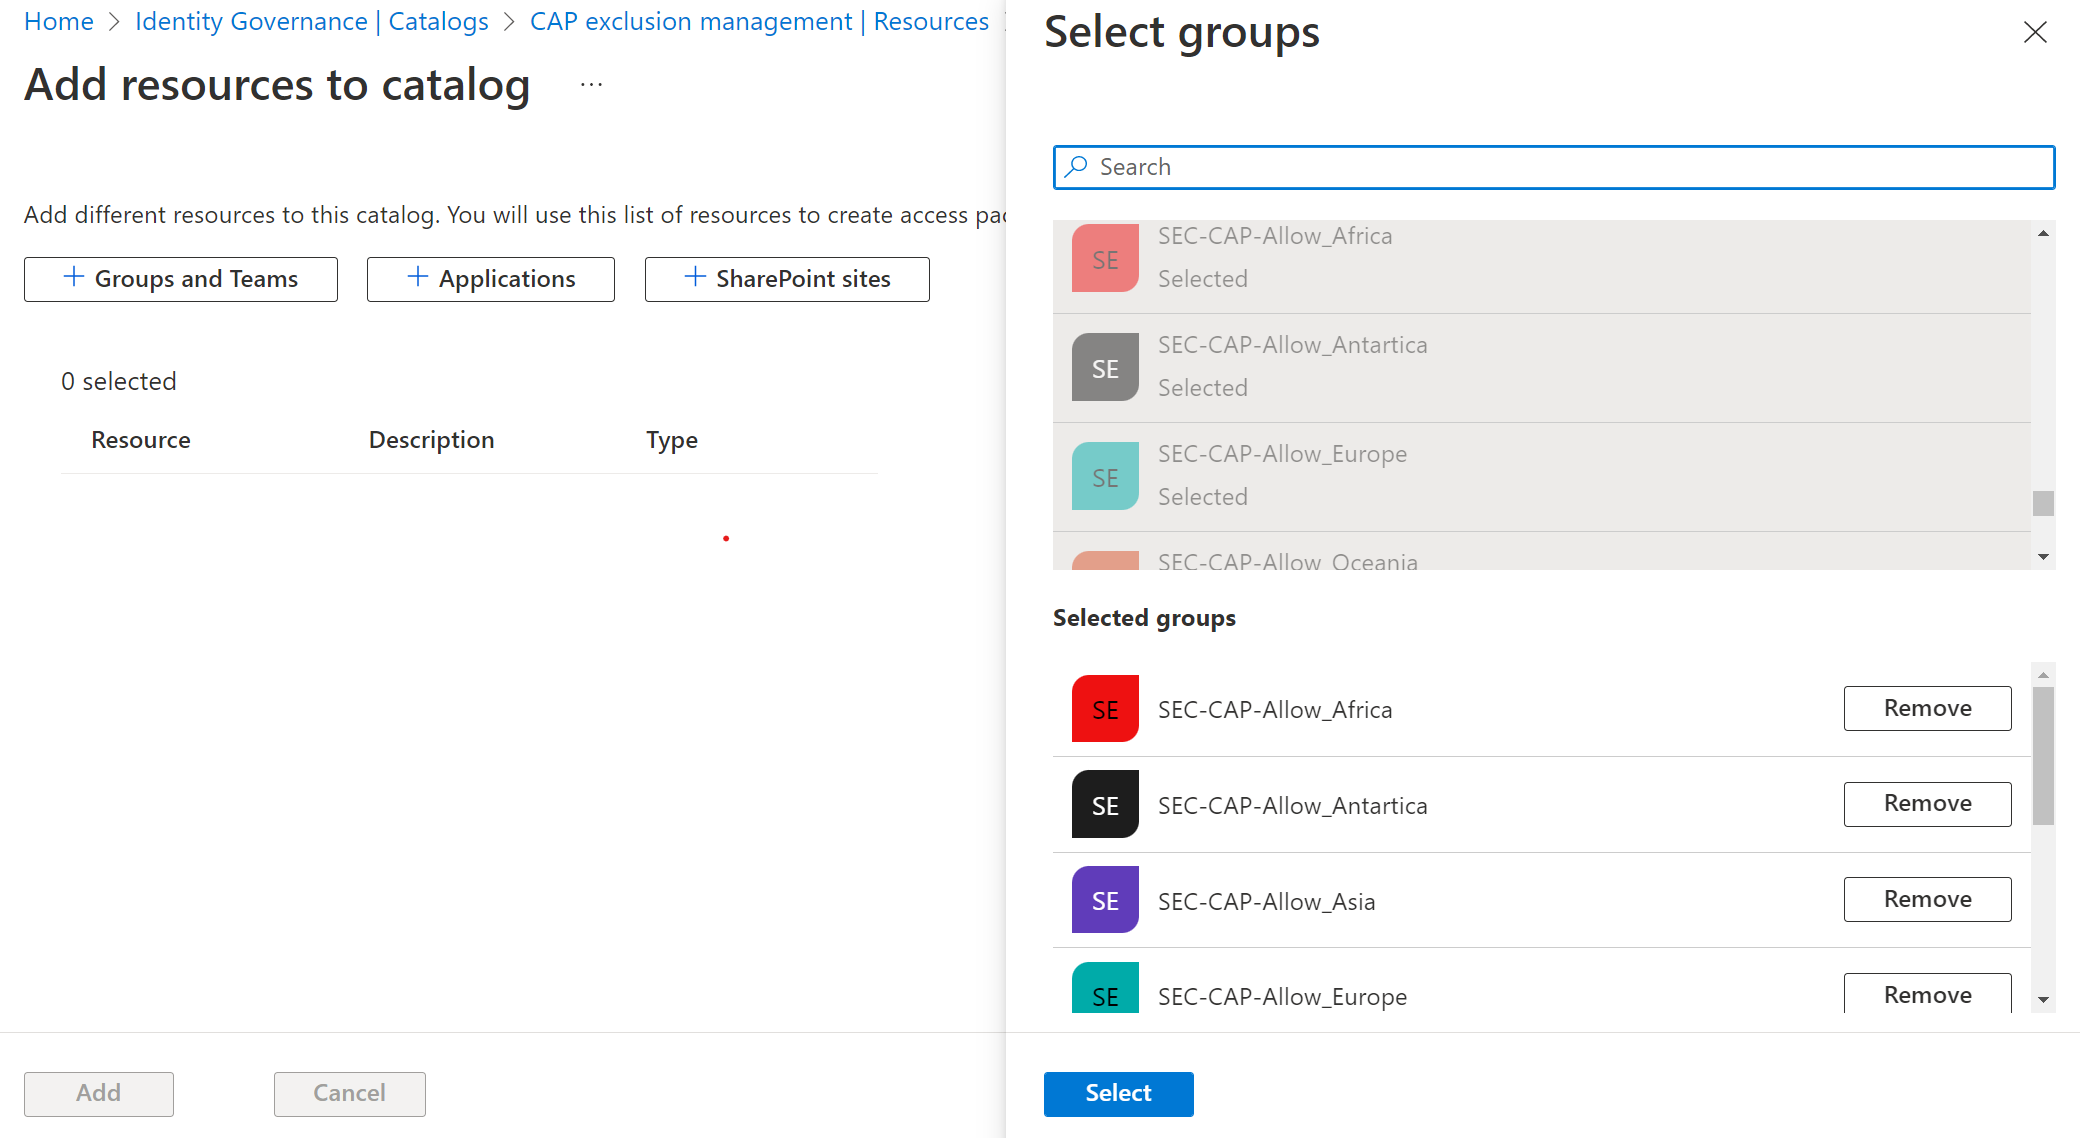 Home > Identity Governance | Catalogs > CAP exclusion management | Resources
Add resources to catalog ...
Add different resources to this catalog. You will use this list of resources to create access pac
+ Groups and Teams
+ Applications
+ SharePoint sites
0 selected
Resource Description Type
Add
Cancel
Select groups
Search
SE SEC-CAP-Allow_Africa
Selected
SE SEC-CAP-Allow_Antartica
Selected
SE SEC-CAP-Allow_Europe
Selected
SEC-CAP-Allow_Oceania
Selected groups
SE SEC-CAP-Allow_Africa Remove
SE SEC-CAP-Allow_Antartica Remove
SE SEC-CAP-Allow_Asia Remove
SE SEC-CAP-Allow_Europe Remove
Select